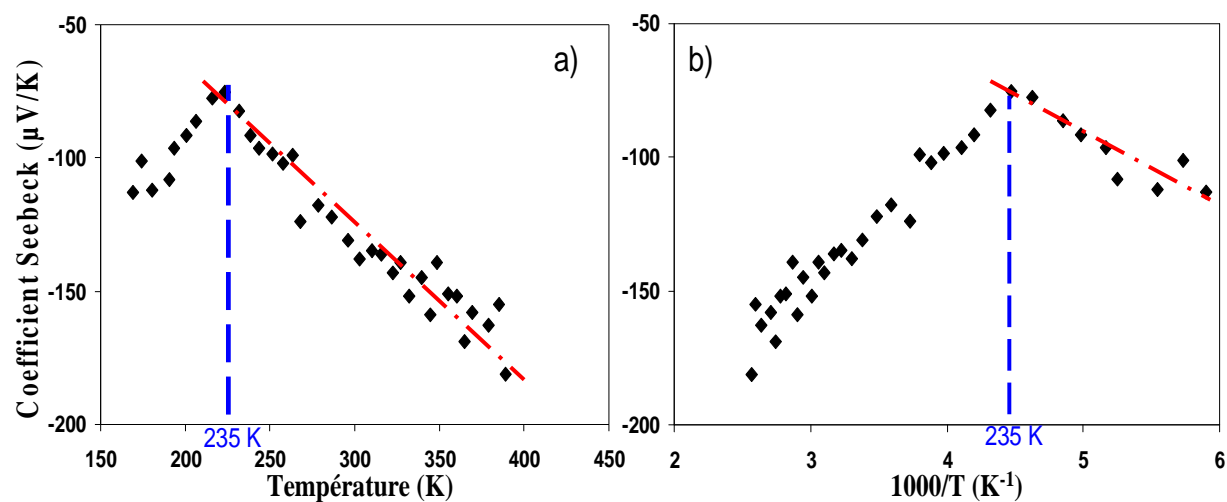 -50
-100
-150
-200
Coefficient Seebeck (µV/K)
a)
235 K
150 200 250 300 350 400 450
Température (K)
-50
-100
-150
-200
b)
235 K
2 3 4 5 6
1000/T (K-1)